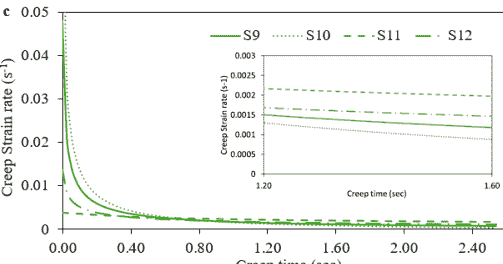 c
0.05
0.04
0.03
0.02
0.01
0
Creep Strain rate (s-1)
S9 S10 S11 S12
0.003
0.0025
0.002
0.0015
0.001
0.0005
0
Creep Strain rate (s-1)
1.20 1.60
Creep time (sec)
0.00 0.40 0.80 1.20 1.60 2.00 2.40
Creep time (sec)